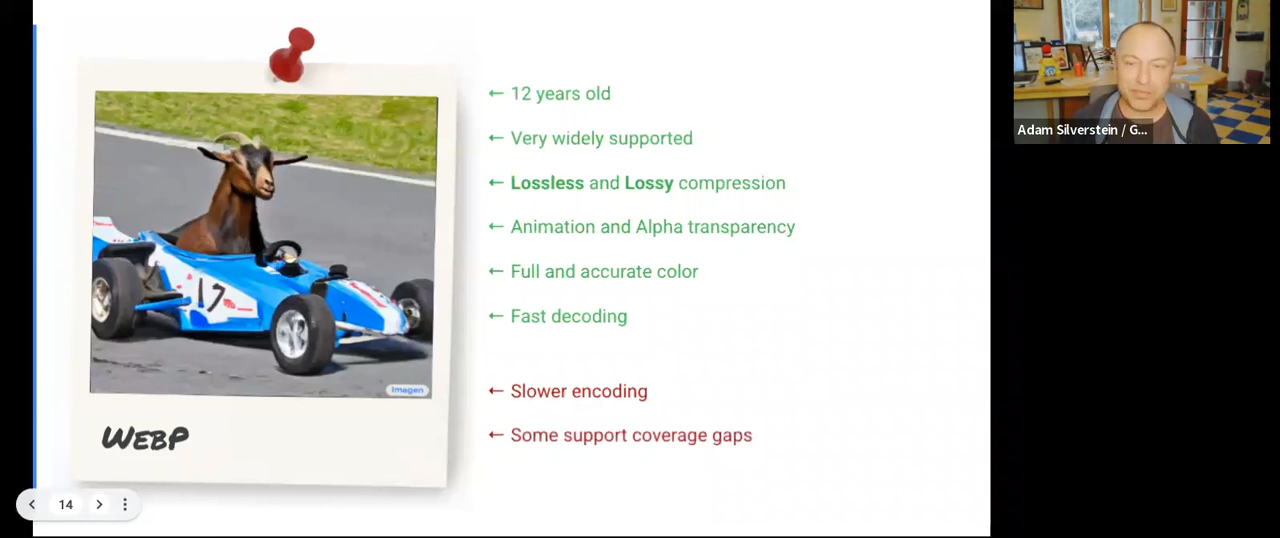 ← 12 years old
← Very widely supported
← Lossless and Lossy compression
← Animation and Alpha transparency
← Full and accurate color
← Fast decoding
← Slower encoding
← Some support coverage gaps
17
Imagen
WEBP
14
Adam Silverstein / G...